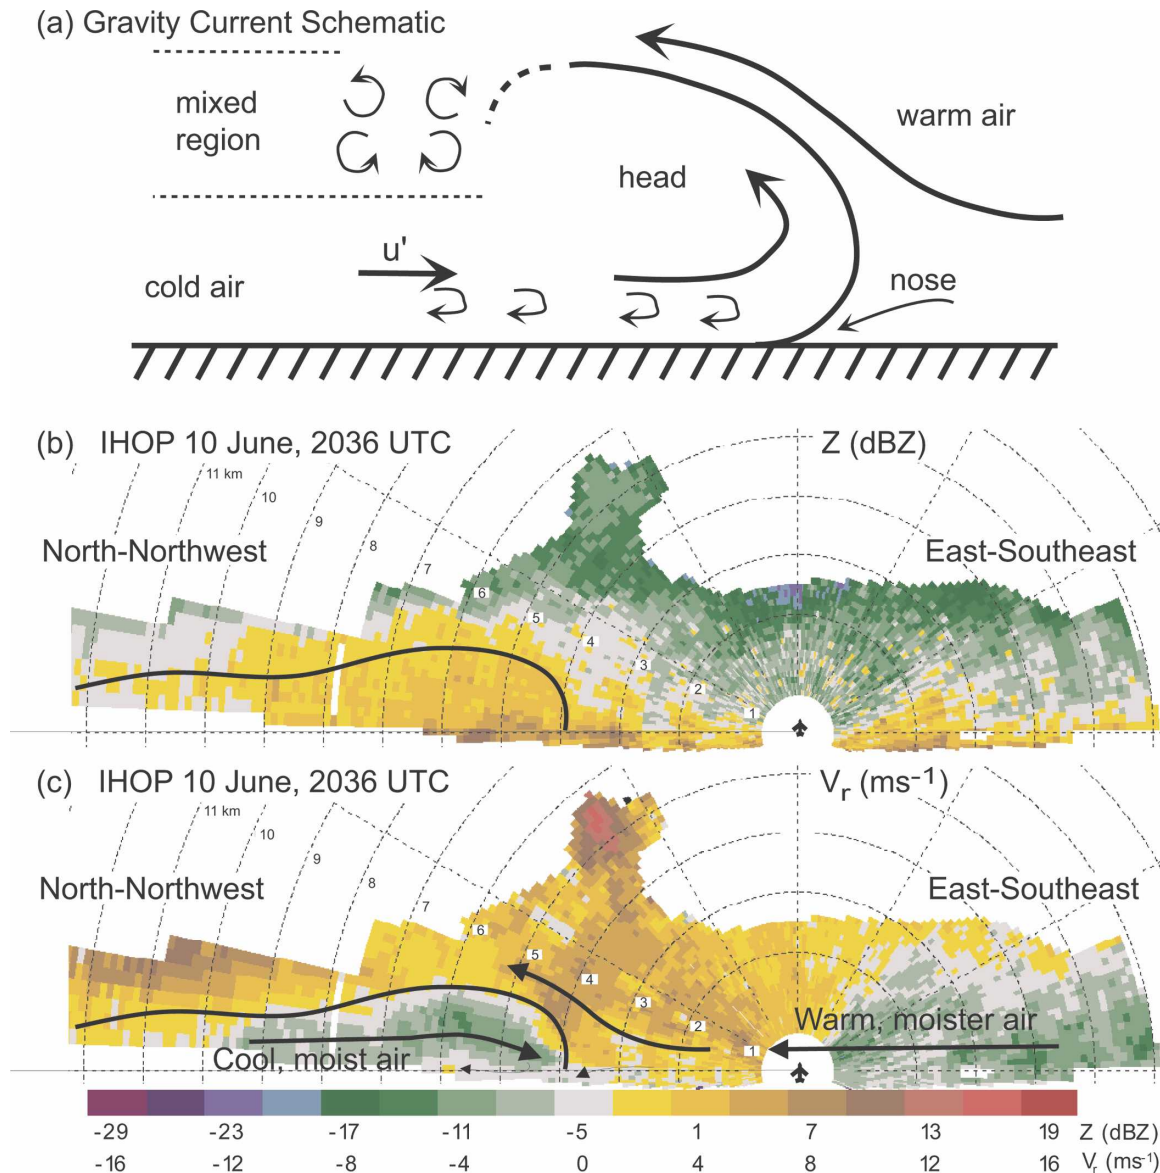 (a) Gravity Current Schematic
mixed
region
warm air
head
u'
cold air
nose
(b) IHOP 10 June, 2036 UTC
Z (dBZ)
11 km
10
9
8
7
6
5
4
3
2
1
North-Northwest
East-Southeast
(c) IHOP 10 June, 2036 UTC
Vr (ms-1)
11 km
10
9
8
7
6
5
4
3
2
1
North-Northwest
East-Southeast
Warm, moister air
Cool, moist air
-29 -23 -17 -11 -5 1 7 13 19 Z (dBZ)
-16 -12 -8 -4 0 4 8 12 16 Vr (ms-1)